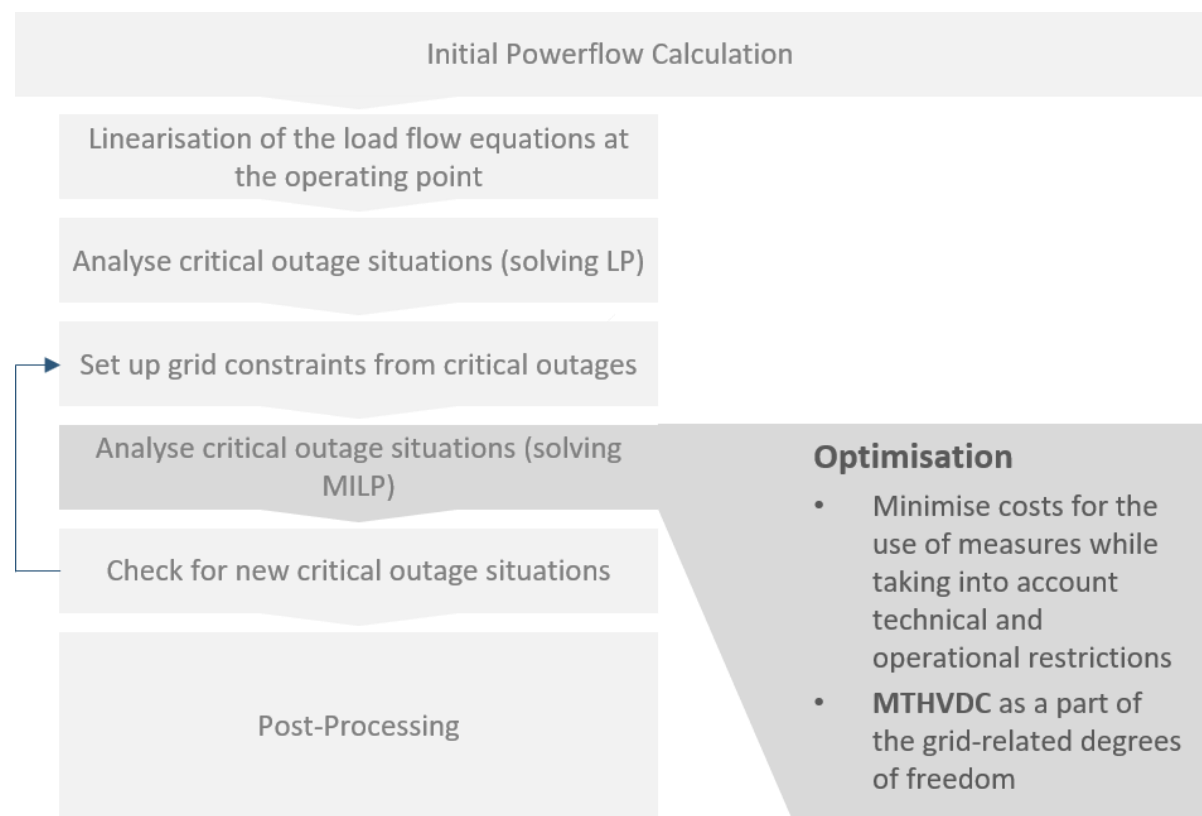 Initial Powerflow Calculation
Linearisation of the load flow equations at
the operating point
Analyse critical outage situations (solving LP)
Set up grid constraints from critical outages
Analyse critical outage situations (solving
MILP)
Check for new critical outage situations
Post-Processing
Optimisation
• Minimise costs for the
use of measures while
taking into account
technical and
operational restrictions
• MTHVDC as a part of
the grid-related degrees
of freedom